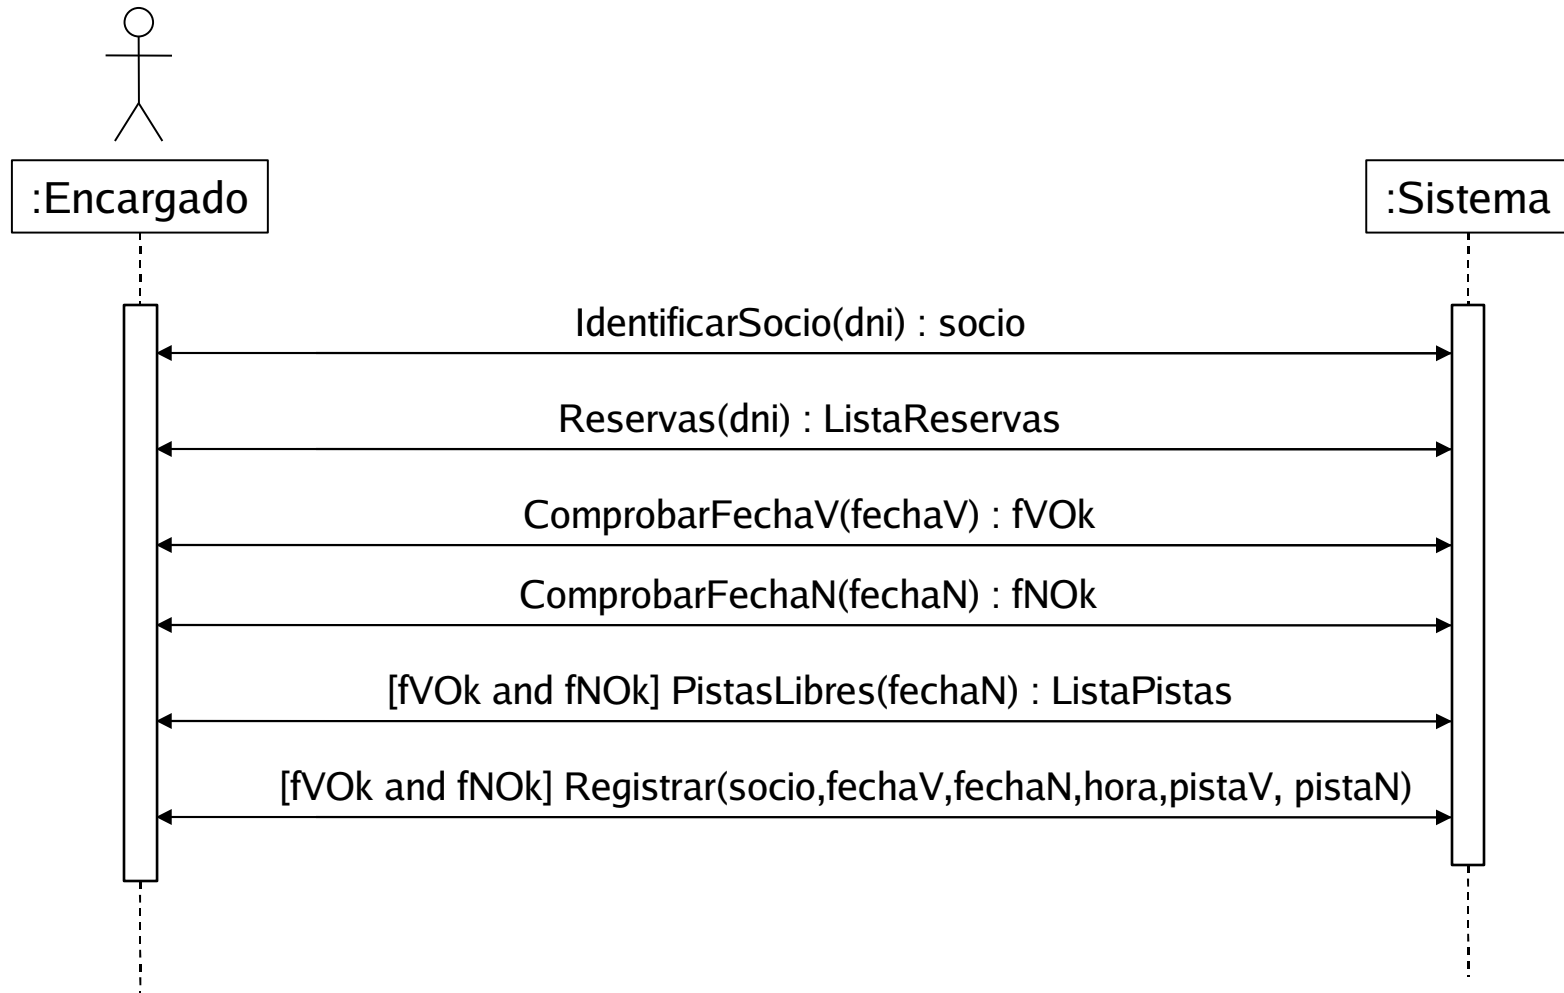 :Encargado
:Sistema
IdentificarSocio(dni) : socio
Reservas(dni) : ListaReservas
ComprobarFechaV(fechaV) : fVOk
ComprobarFechaN(fechaN) : fNOk
[fVOk and fNOk] PistasLibres(fechaN) : ListaPistas
[fVOk and fNOk] Registrar(socio,fechaV,fechaN,hora,pistaV, pistaN)